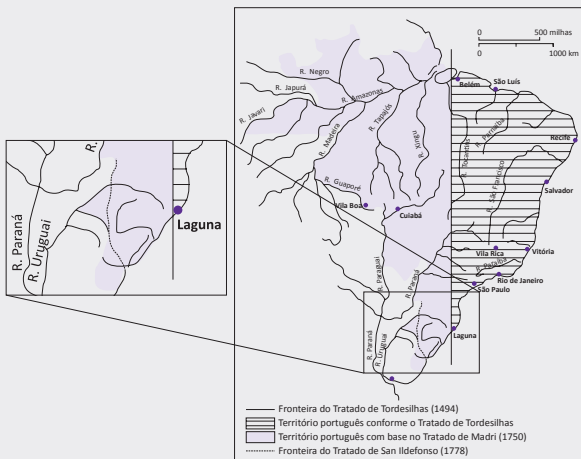 0 500 milhas
0 1000 km
R. Negro
R. Japurá
R. Amazonas
R. Javari
R. Madeira
R. Tapajós
R. Xingu
R. Tocantins
R. Parnaíba
R. São Francisco
R. Guaporé
R. Paraguai
R. Paraná
R. Paraíba
R. Paraná
R. Uruguai
Belém
São Luís
Recife
Salvador
Vila Boa
Cuiabá
Vila Rica
Vitória
Rio de Janeiro
São Paulo
Laguna
R.
R. Paraná
R. Uruguai
Laguna
Fronteira do Tratado de Tordesilhas (1494)
Território português conforme o Tratado de Tordesilhas
Território português com base no Tratado de Madri (1750)
Fronteira do Tratado de San Ildefonso (1778)